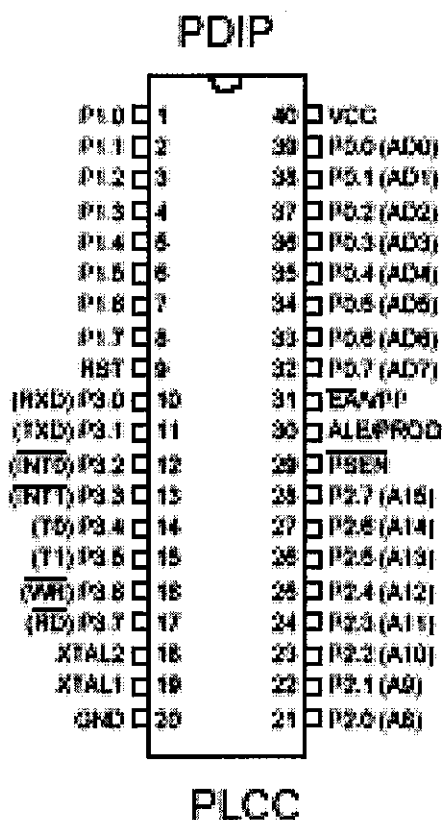 PDIP
P1.0 1 40 VCC
P1.1 2 39 P0.0 (AD0)
P1.2 3 38 P0.1 (AD1)
P1.3 4 37 P0.2 (AD2)
P1.4 5 36 P0.3 (AD3)
P1.5 6 35 P0.4 (AD4)
P1.6 7 34 P0.5 (AD5)
P1.7 8 33 P0.6 (AD6)
RST 9 32 P0.7 (AD7)
(RXD) P3.0 10 31 EA/VPP
(TXD) P3.1 11 30 ALE/PROG
(INT0) P3.2 12 29 PSEN
(INT1) P3.3 13 28 P2.7 (A15)
(T0) P3.4 14 27 P2.6 (A14)
(T1) P3.5 15 26 P2.5 (A13)
(WR) P3.6 16 25 P2.4 (A12)
(RD) P3.7 17 24 P2.3 (A11)
XTAL2 18 23 P2.2 (A10)
XTAL1 19 22 P2.1 (A9)
GND 20 21 P2.0 (A8)
PLCC